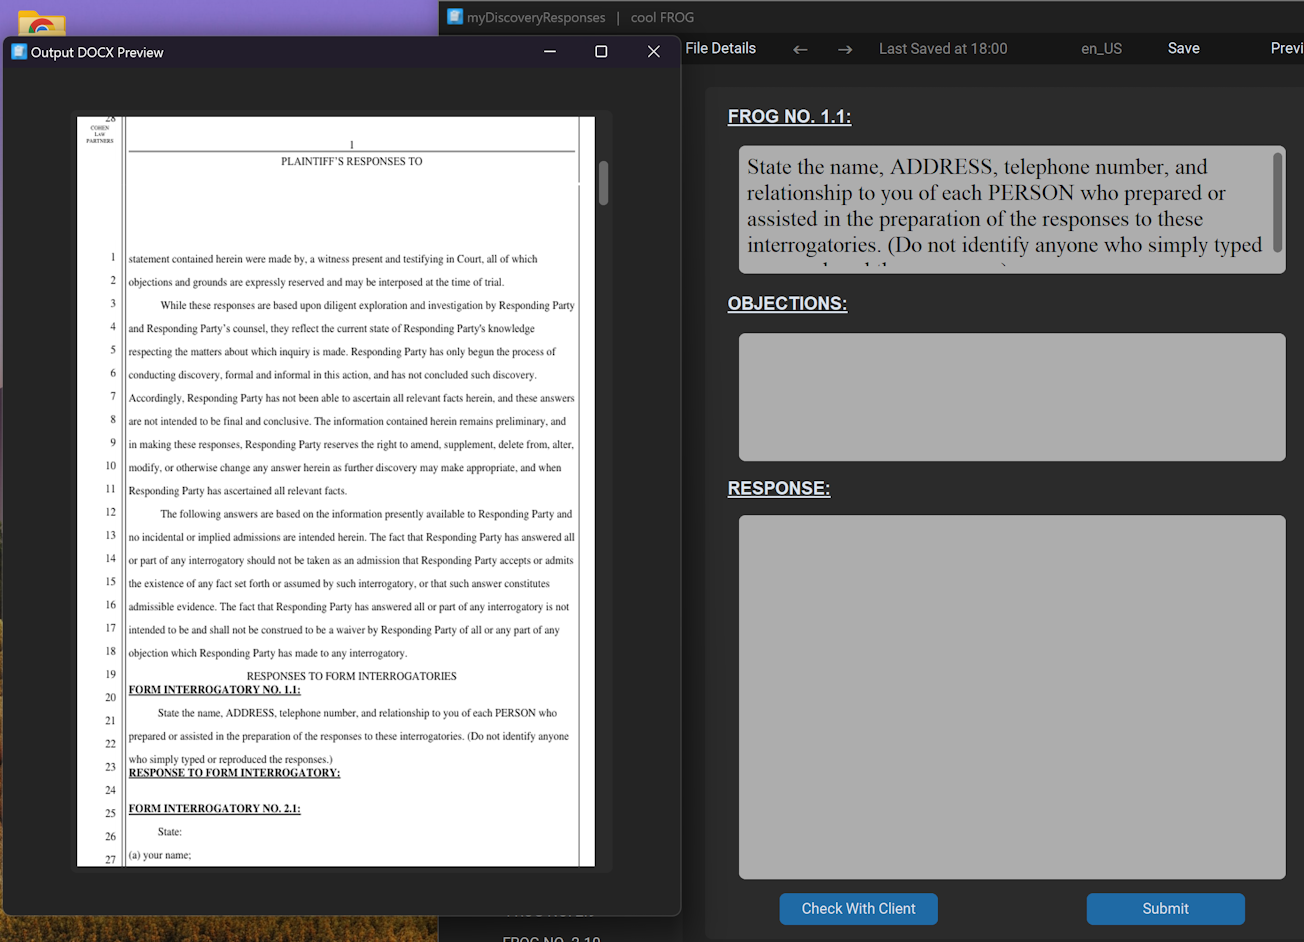 myDiscoveryResponses | cool FROG
Output DOCX Preview
File Details ← → Last Saved at 18:00 en_US Save Previ
28
COHEN
LAW
PARTNERS
1
PLAINTIFF'S RESPONSES TO
1 statement contained herein were made by, a witness present and testifying in Court, all of which
2 objections and grounds are expressly reserved and may be interposed at the time of trial.
3 While these responses are based upon diligent exploration and investigation by Responding Party
4 and Responding Party's counsel, they reflect the current state of Responding Party's knowledge
5 respecting the matters about which inquiry is made. Responding Party has only begun the process of
6 conducting discovery, formal and informal in this action, and has not concluded such discovery.
7 Accordingly, Responding Party has not been able to ascertain all relevant facts herein, and these answers
8 are not intended to be final and conclusive. The information contained herein remains preliminary, and
9 in making these responses, Responding Party reserves the right to amend, supplement, delete from, alter,
10 modify, or otherwise change any answer herein as further discovery may make appropriate, and when
11 Responding Party has ascertained all relevant facts.
12 The following answers are based on the information presently available to Responding Party and
13 no incidental or implied admissions are intended herein. The fact that Responding Party has answered all
14 or part of any interrogatory should not be taken as an admission that Responding Party accepts or admits
15 the existence of any fact set forth or assumed by such interrogatory, or that such answer constitutes
16 admissible evidence. The fact that Responding Party has answered all or part of any interrogatory is not
17 intended to be and shall not be construed to be a waiver by Responding Party of all or any part of any
18 objection which Responding Party has made to any interrogatory.
19 RESPONSES TO FORM INTERROGATORIES
20 FORM INTERROGATORY NO. 1.1:
21 State the name, ADDRESS, telephone number, and relationship to you of each PERSON who
22 prepared or assisted in the preparation of the responses to these interrogatories. (Do not identify anyone
23 who simply typed or reproduced the responses.)
RESPONSE TO FORM INTERROGATORY:
24
25 FORM INTERROGATORY NO. 2.1:
26 State:
27 (a) your name;
FROG NO. 1.1:
State the name, ADDRESS, telephone number, and
relationship to you of each PERSON who prepared or
assisted in the preparation of the responses to these
interrogatories. (Do not identify anyone who simply typed
OBJECTIONS:
RESPONSE:
Check With Client Submit
FROG NO. 2.10